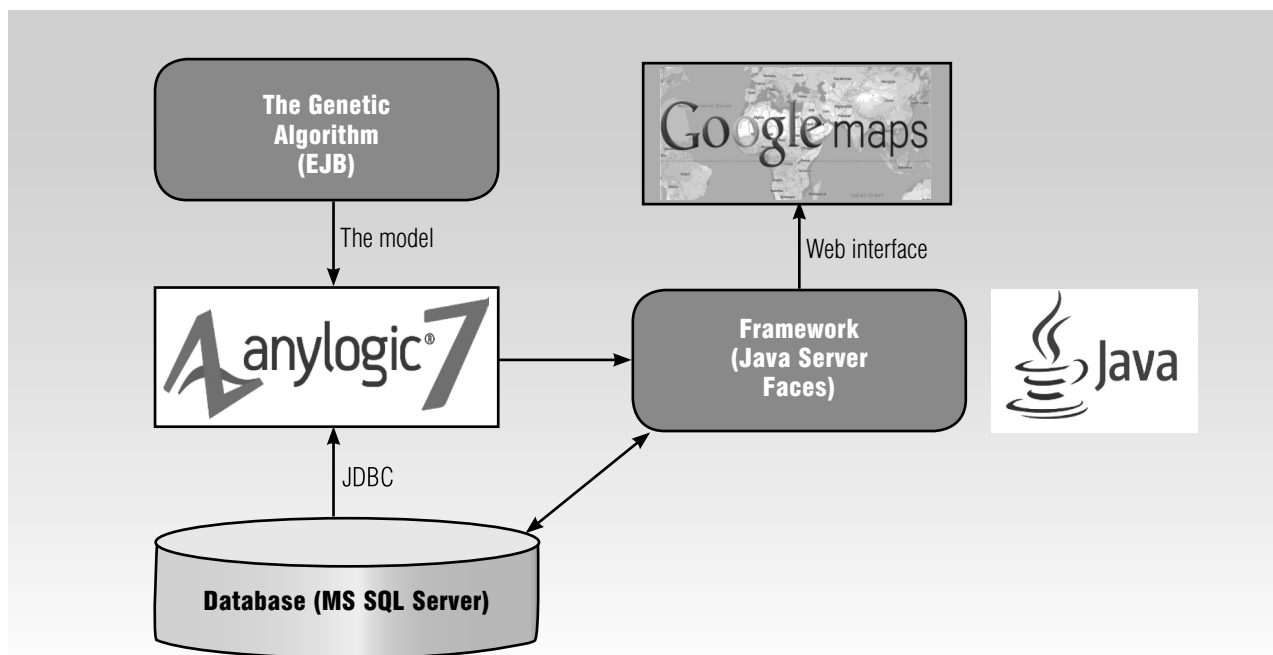 The Genetic
Algorithm
(EJB)
Google maps
The model
Web interface
anylogic® 7
Framework
(Java Server
Faces)
Java
JDBC
Database (MS SQL Server)